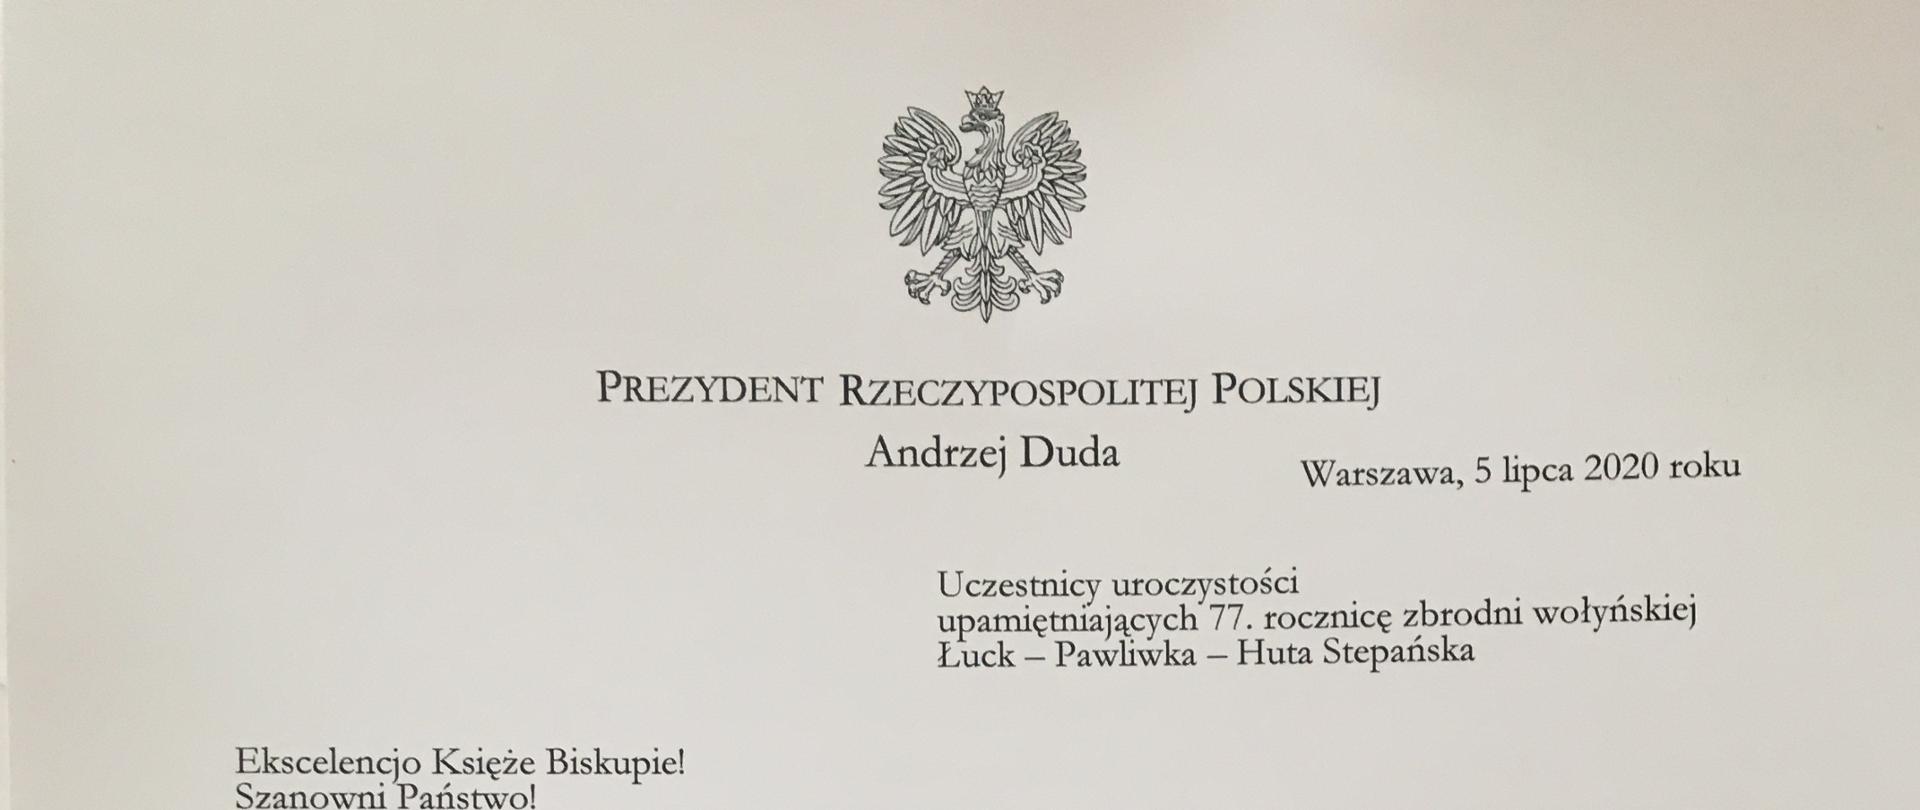 PREZYDENT RZECZYPOSPOLITEJ POLSKIEJ
Andrzej Duda
Warszawa, 5 lipca 2020 roku
Uczestnicy uroczystości
upamiętniających 77. rocznicę zbrodni wołyńskiej
Łuck – Pawliwka – Huta Stepańska
Ekscelencjo Księże Biskupie!
Szanowni Państwo!